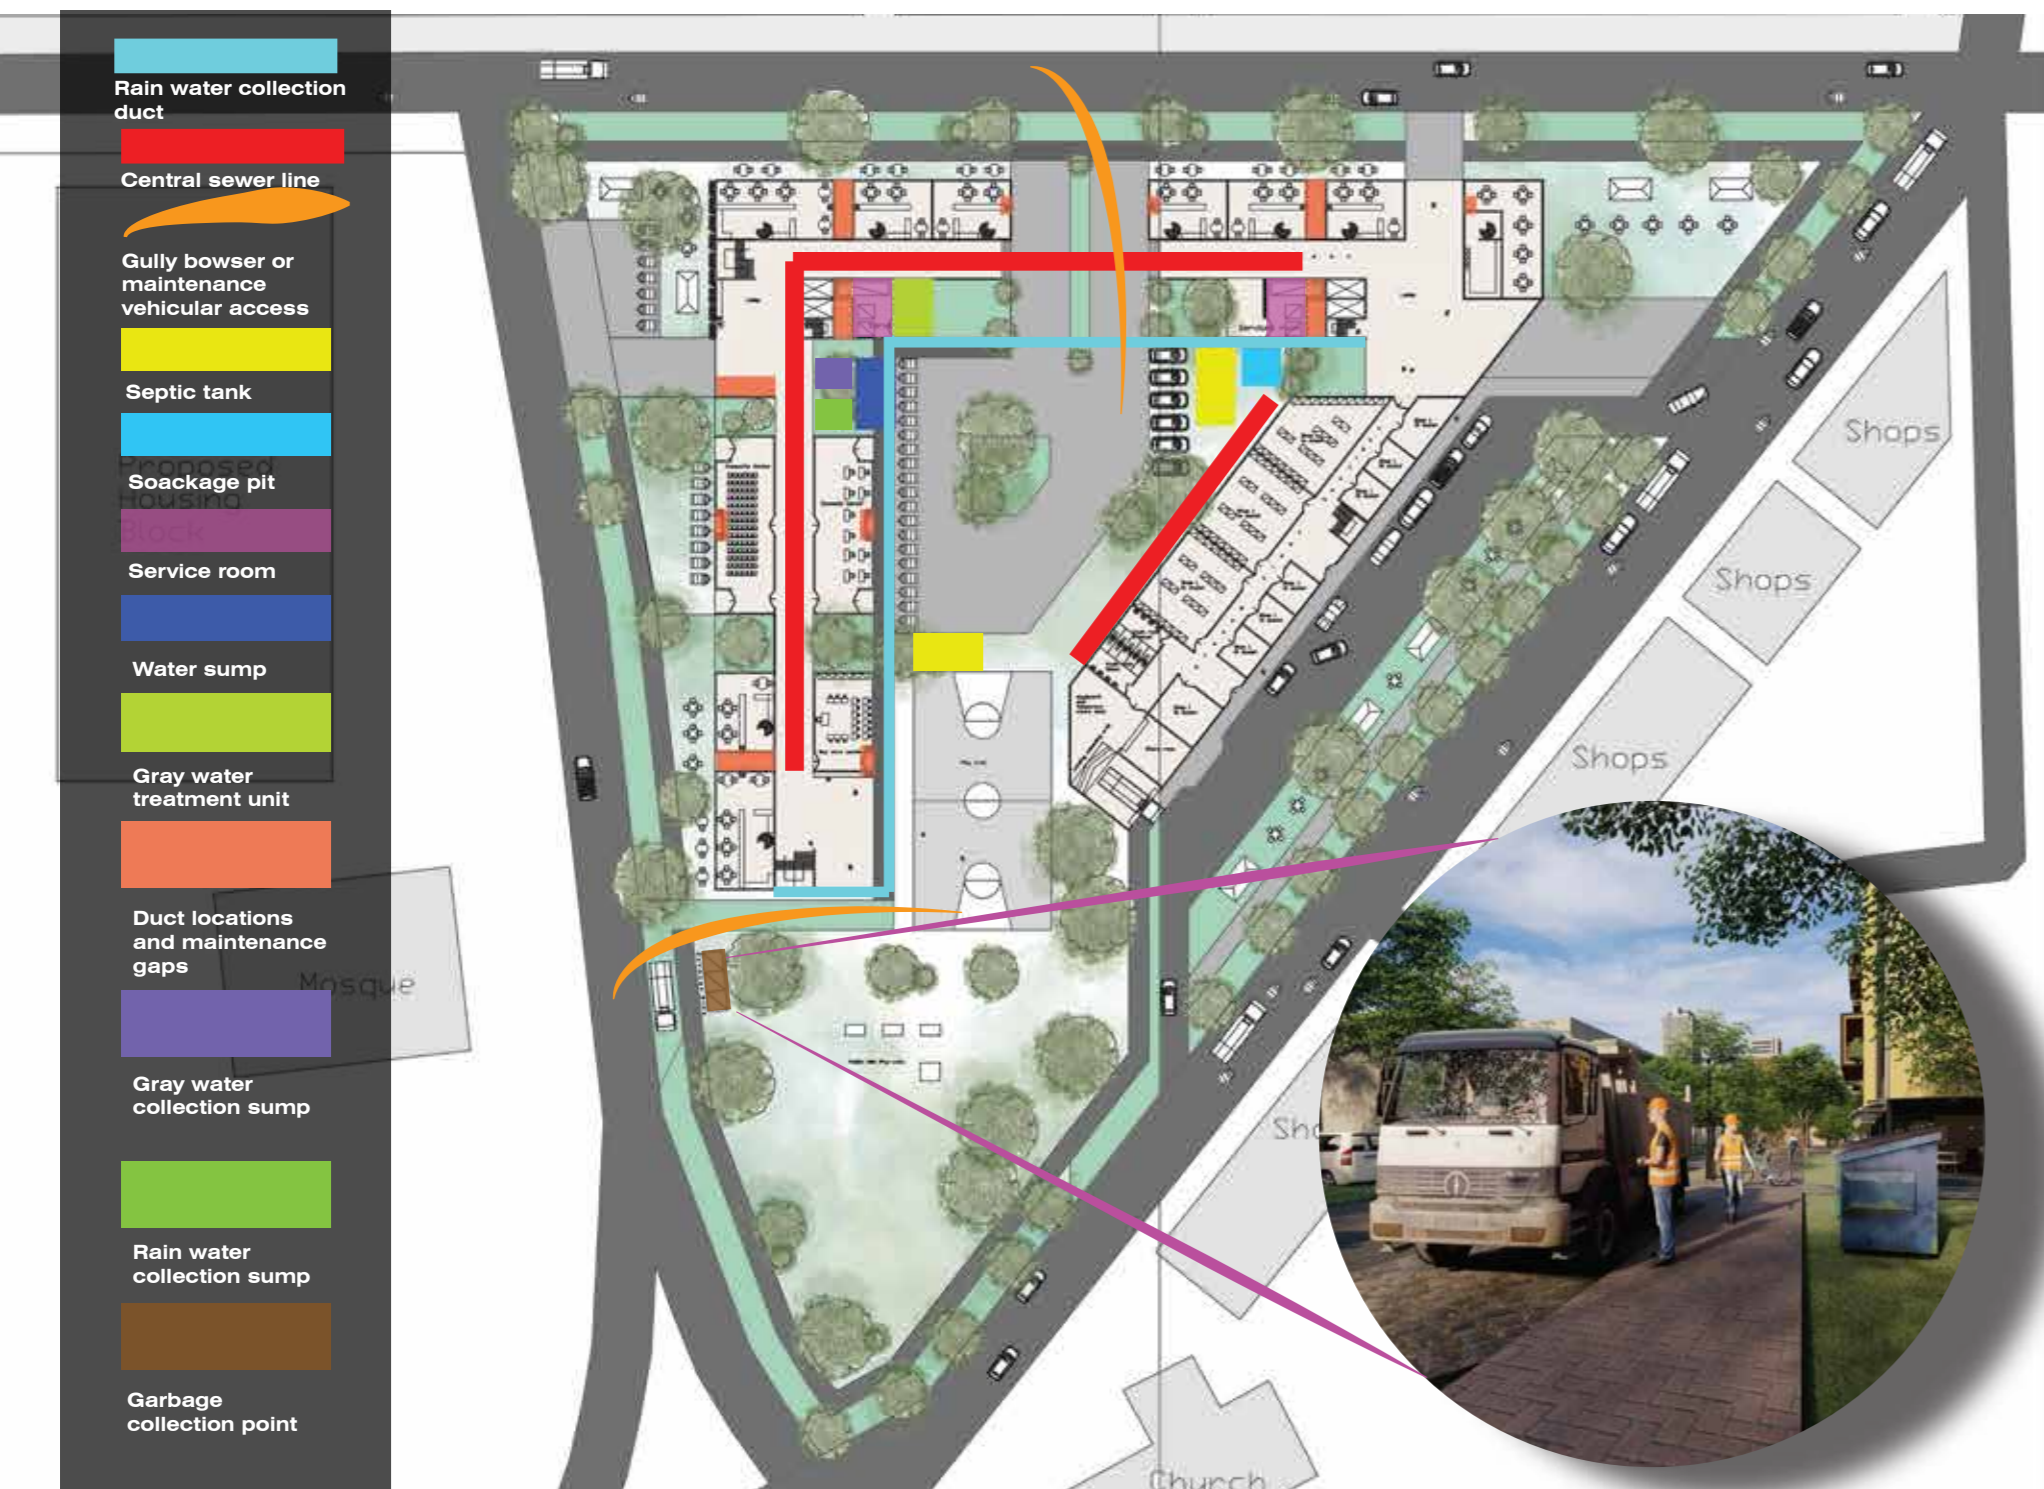 Rain water collection
duct
Central sewer line
Gully bowser or
maintenance
vehicular access
Septic tank
Proposed
Housing
Block
Soackage pit
Service room
Water sump
Gray water
treatment unit
Duct locations
and maintenance
gaps
Mosque
Gray water
collection sump
Rain water
collection sump
Garbage
collection point
Shops
Shops
Shops
Church